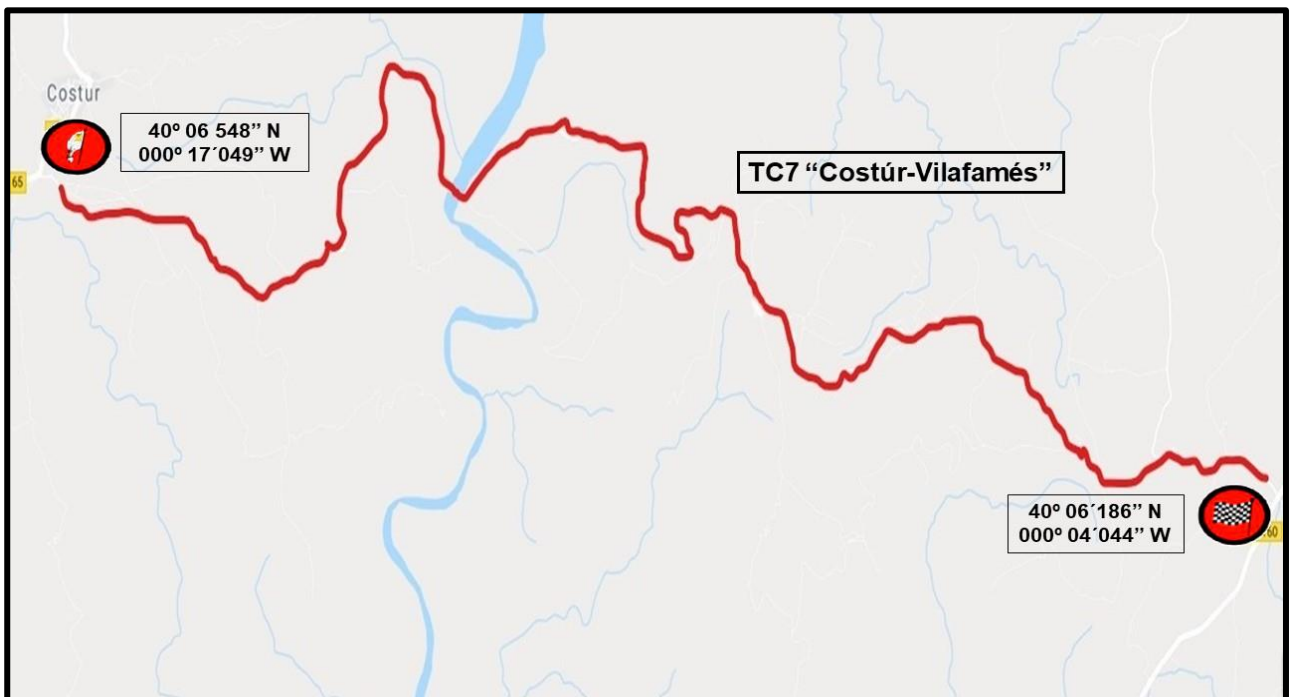 Costur
40º 06 548” N
000º 17´049” W
65
TC7 “Costúr-Vilafamés”
40º 06´186” N
000º 04´044” W
60